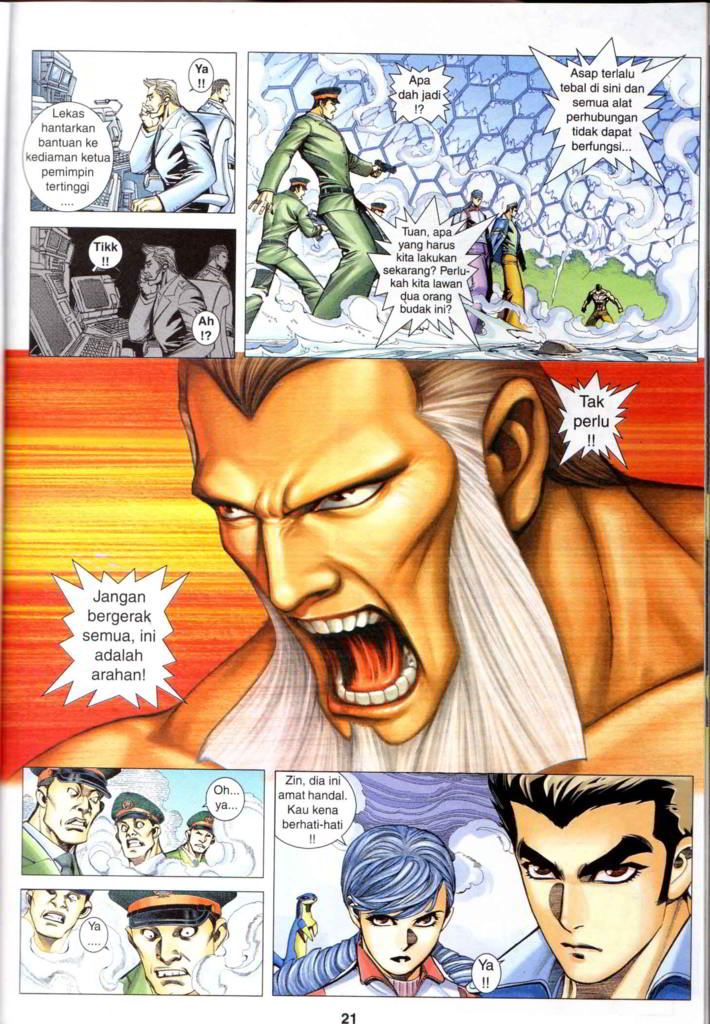 Ya
!!
Lekas
hantarkan
bantuan ke
kediaman ketua
pemimpin
tertinggi
....
Apa
dah jadi
!?
Asap terlalu
tebal di sini dan
semua alat
perhubungan
tidak dapat
berfungsi...
Tikk
!!
Ah
!?
Tuan, apa
yang harus
kita lakukan
sekarang? Perlu-
kah kita lawan
dua orang
budak ini?
Tak
perlu
!!
Jangan
bergerak
semua, ini
adalah
arahan!
Oh...
ya...
Ya
....
Zin, dia ini
amat handal.
Kau kena
berhati-hati
!!
Ya
!!
21